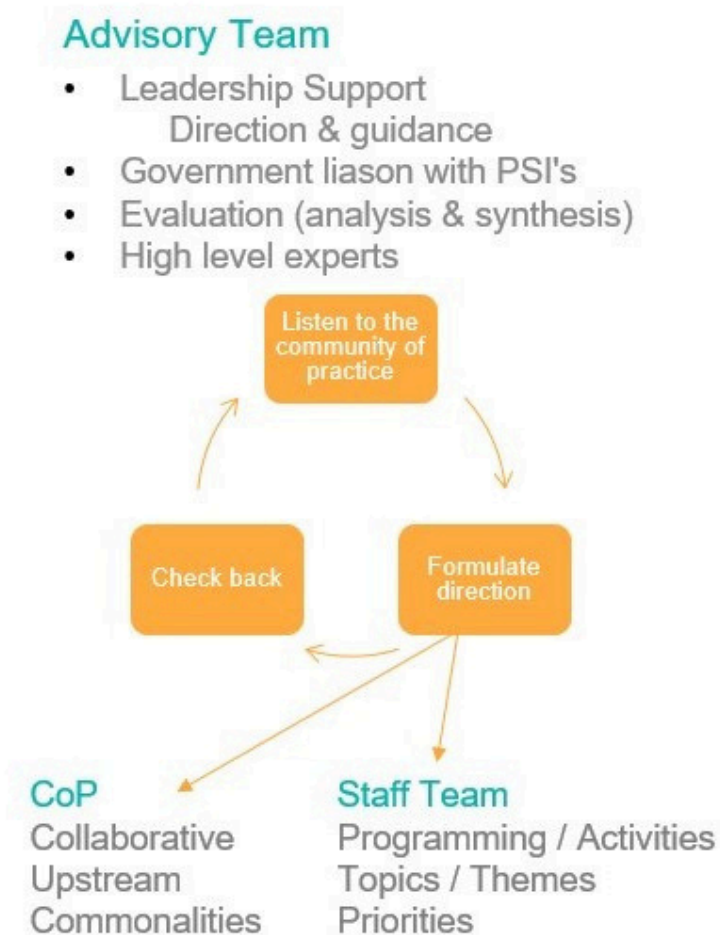 Advisory Team
• Leadership Support
Direction & guidance
• Government liason with PSI's
• Evaluation (analysis & synthesis)
• High level experts
Listen to the
community of
practice
Check back
Formulate
direction
CoP
Collaborative
Upstream
Commonalities
Staff Team
Programming / Activities
Topics / Themes
Priorities